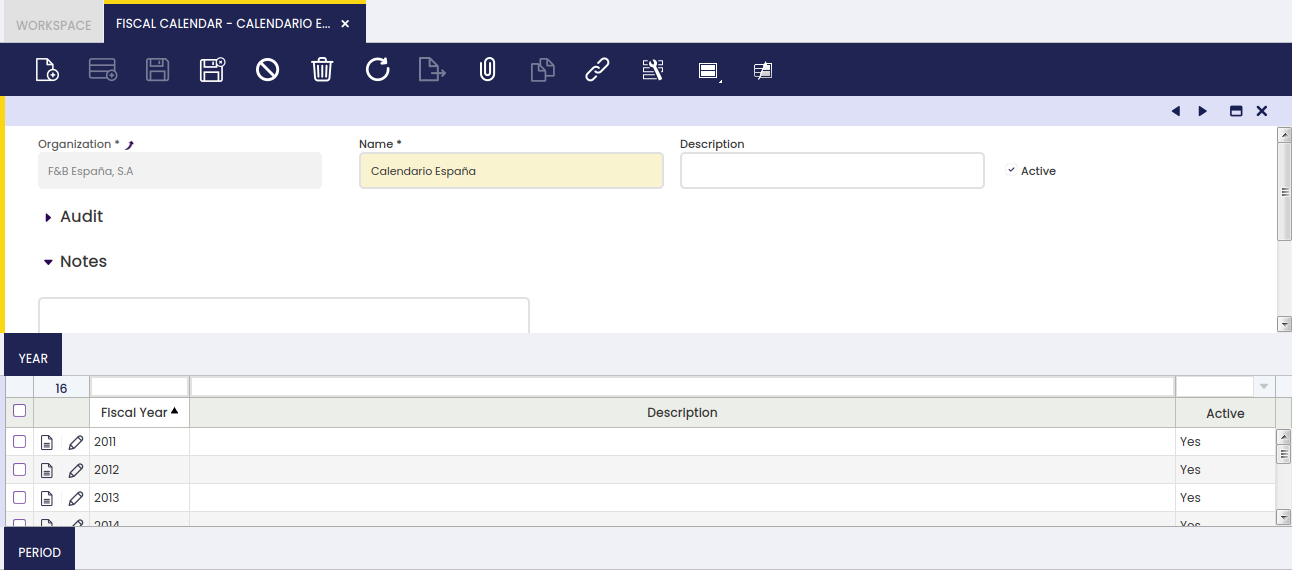 WORKSPACE
FISCAL CALENDAR - CALENDARIO E...
Organization *
Name *
Description
F&B España, S.A
Calendario España
Active
Audit
Notes
YEAR
16
Fiscal Year
Description
Active
2011
Yes
2012
Yes
2013
Yes
2014
Yes
PERIOD